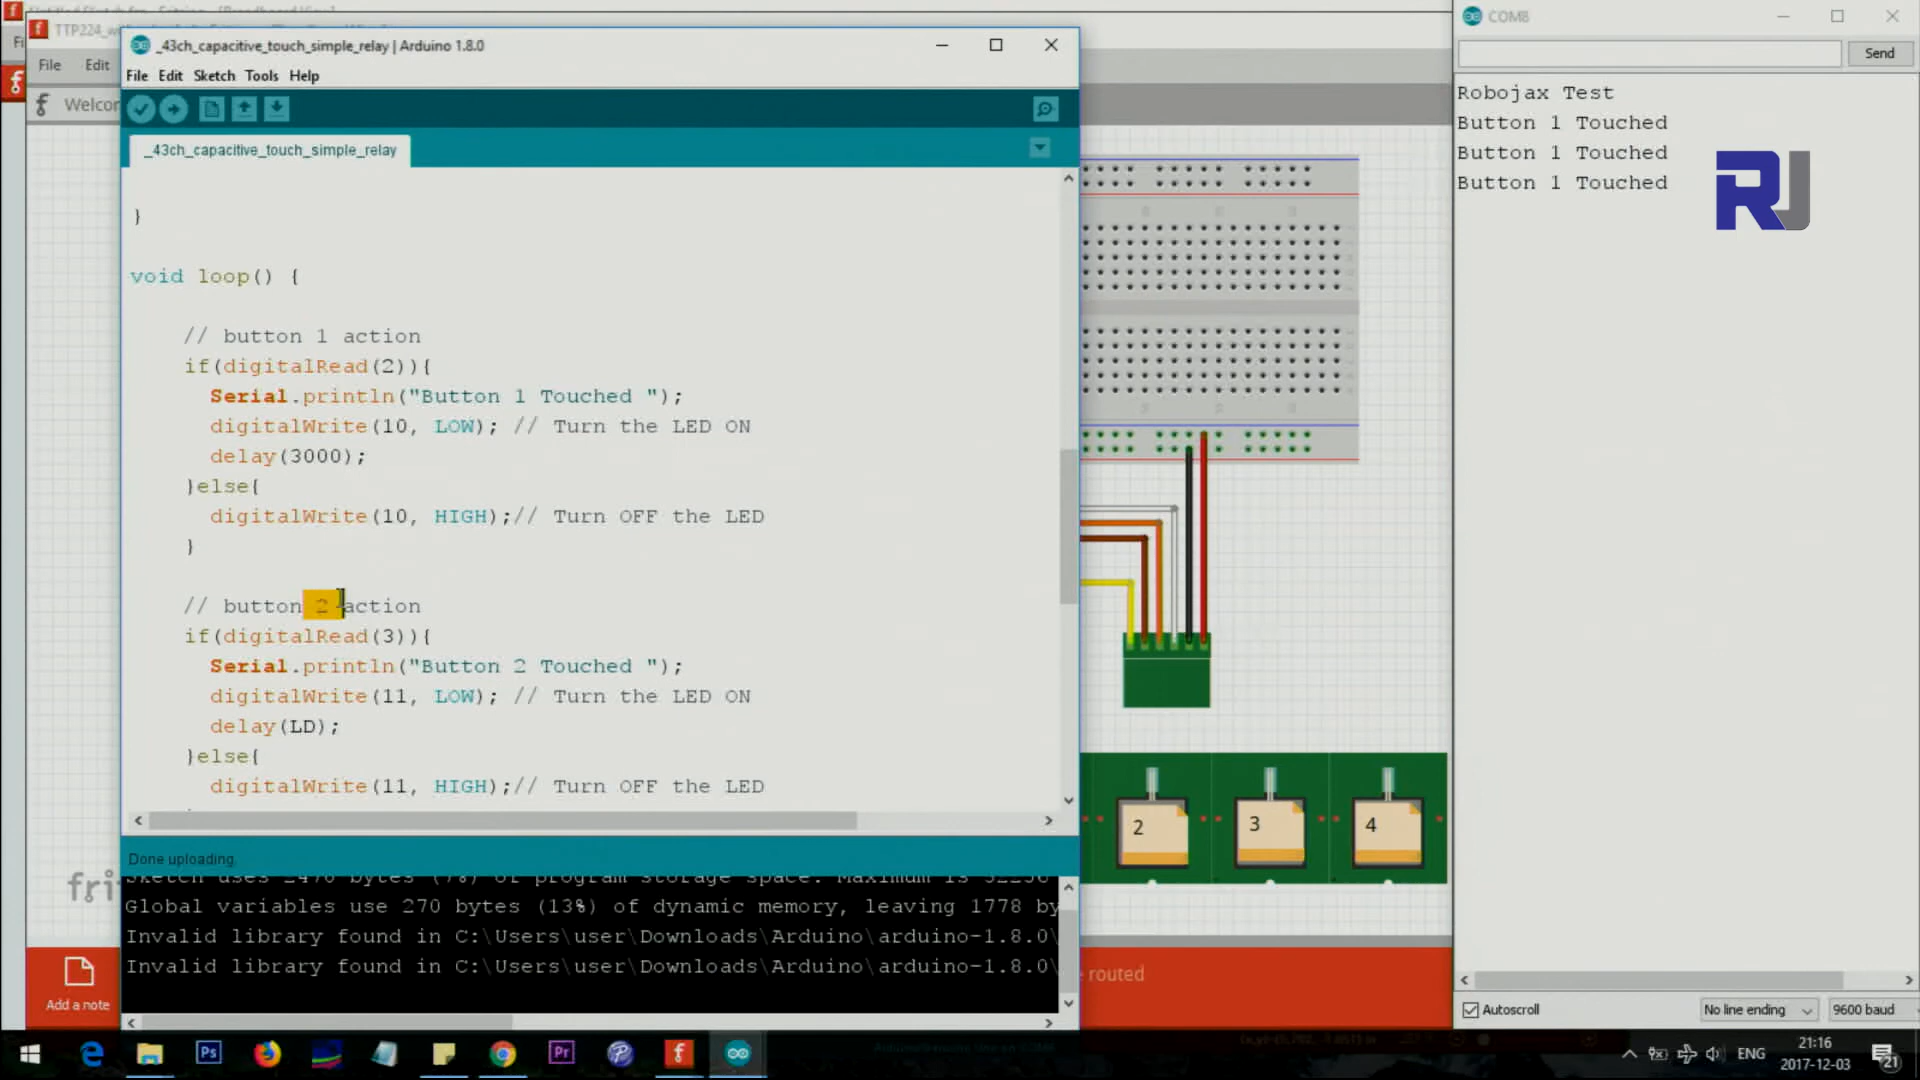 _43ch_capacitive_touch_simple_relay | Arduino 1.8.0
File Edit Sketch Tools Help
_43ch_capacitive_touch_simple_relay
}
void loop() {
// button 1 action
if(digitalRead(2)){
Serial.println("Button 1 Touched ");
digitalWrite(10, LOW); // Turn the LED ON
delay(3000);
}else{
digitalWrite(10, HIGH);// Turn OFF the LED
}
// button 2 action
if(digitalRead(3)){
Serial.println("Button 2 Touched ");
digitalWrite(11, LOW); // Turn the LED ON
delay(LD);
}else{
digitalWrite(11, HIGH);// Turn OFF the LED
Done uploading.
Global variables use 270 bytes (13%) of dynamic memory, leaving 1778 by
Invalid library found in C:\Users\user\Downloads\Arduino\arduino-1.8.0\
Invalid library found in C:\Users\user\Downloads\Arduino\arduino-1.8.0\
File Edit
Welcom
Add a note
2 3 4
routed
COM8
Send
Robojax Test
Button 1 Touched
Button 1 Touched
Button 1 Touched
RJ
Autoscroll
No line ending
9600 baud
Ps
Pr
ENG
21:16
2017-12-03
21